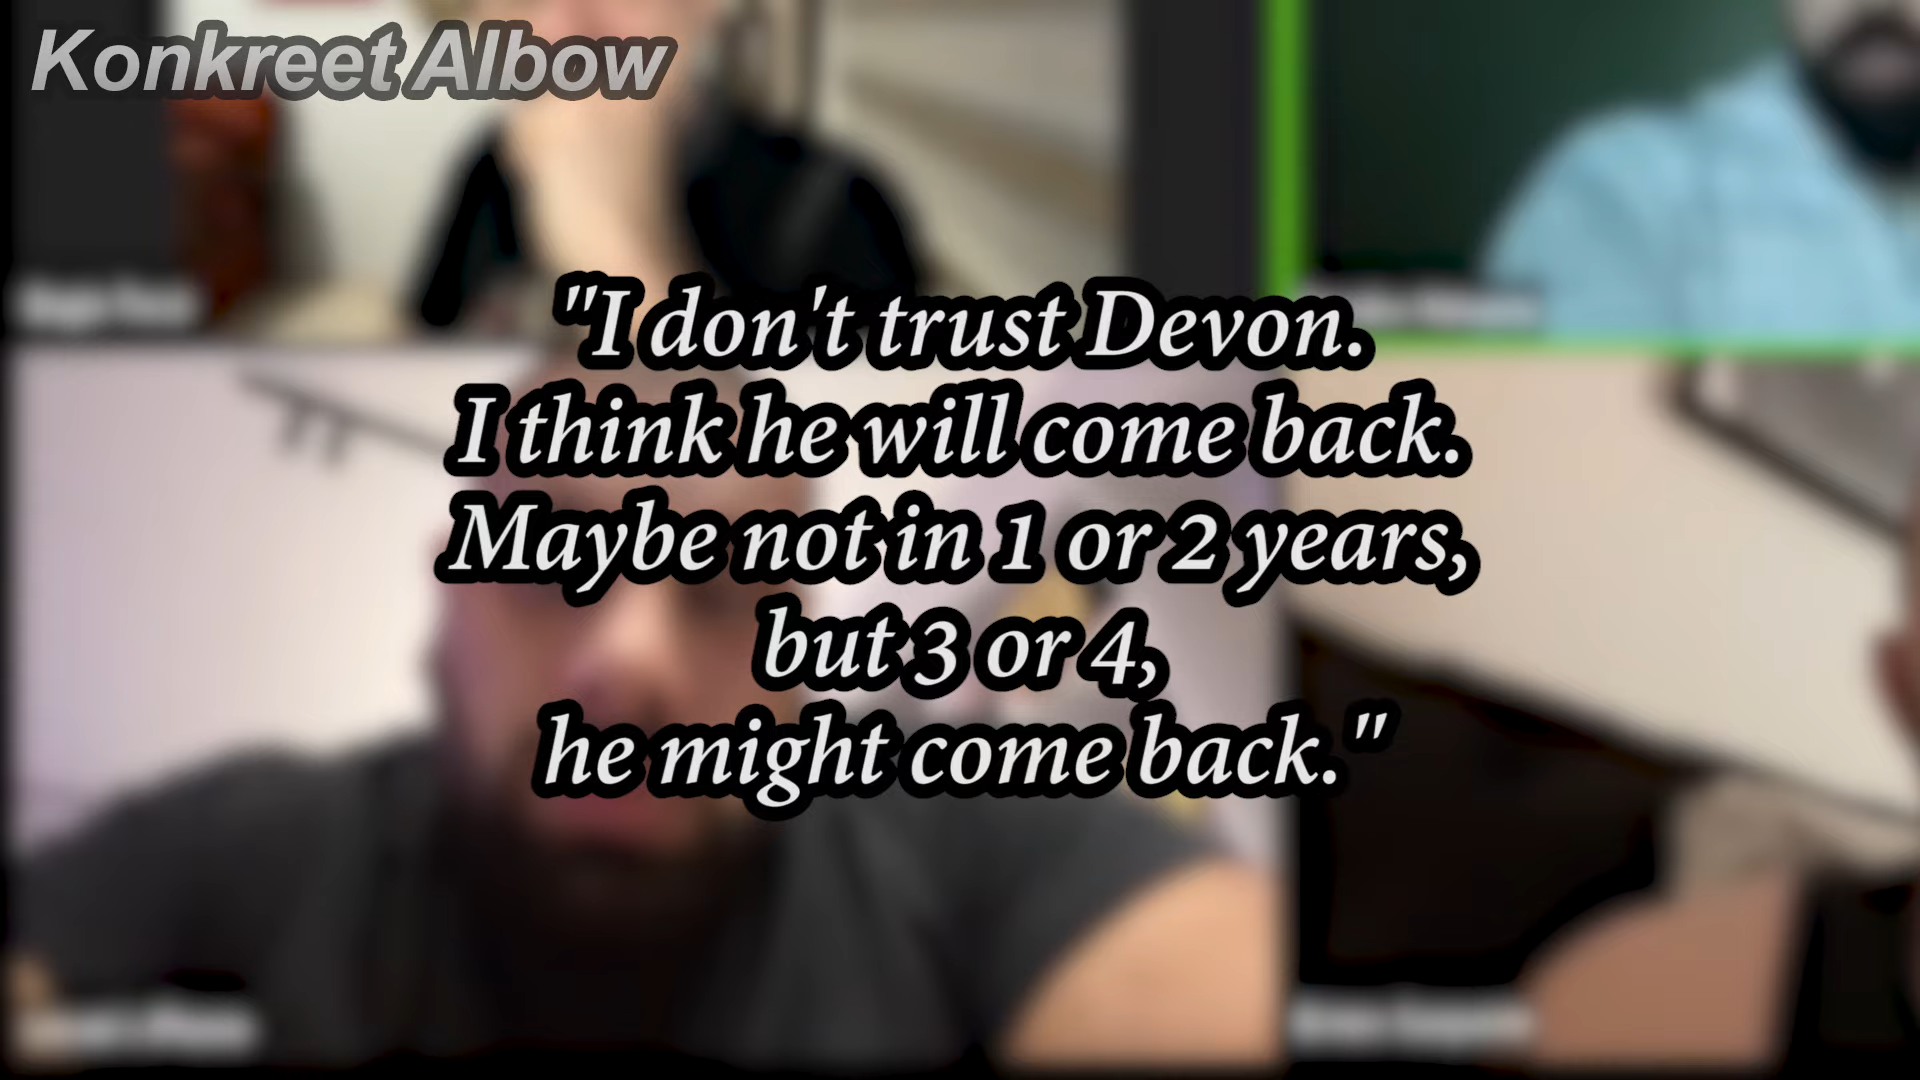 Konkreet Albow
"I don't trust Devon.
I think he will come back.
Maybe not in 1 or 2 years,
but 3 or 4,
he might come back."